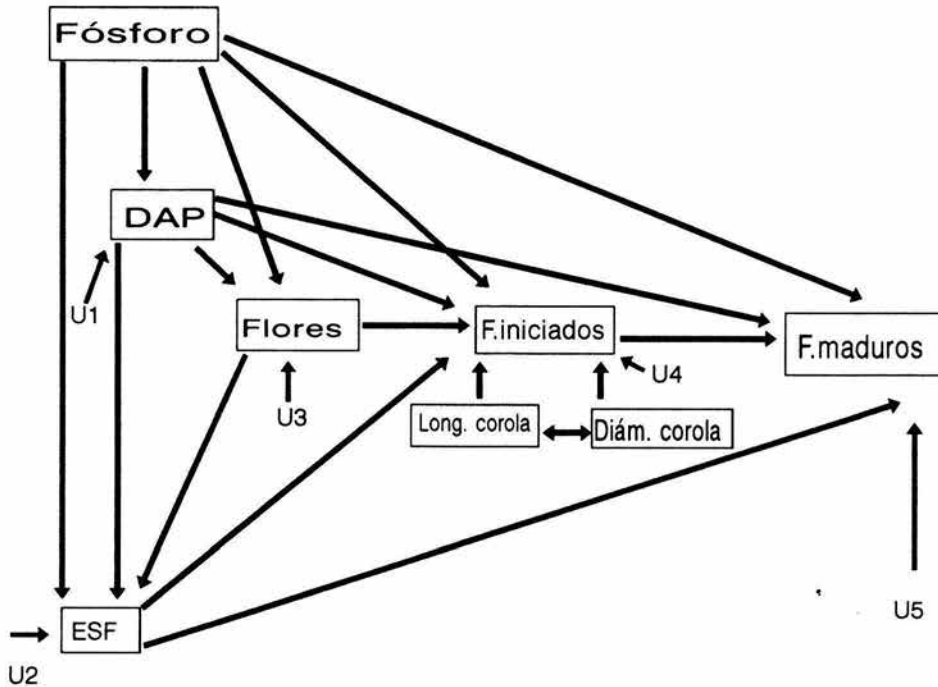 Fósforo
DAP
U1
Flores
F.iniciados
F.maduros
U3
U4
Long. corola
Diám. corola
ESF
U5
U2